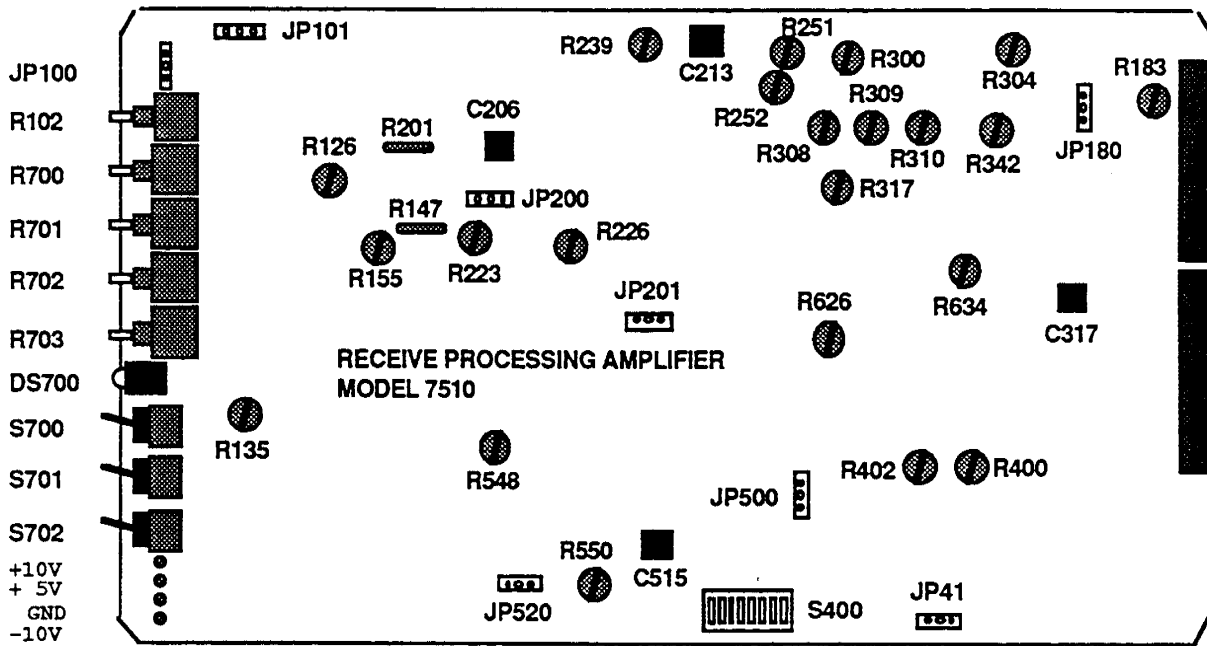 JP101
R251
R239
C213
R300
R304
R183
JP100
R309
R252
C206
R102
R201
R126
R308
R310
R342
JP180
R700
R317
JP200
R147
R701
R226
R155
R223
R702
JP201
R626
R634
R703
C317
RECEIVE PROCESSING AMPLIFIER
MODEL 7510
DS700
S700
R135
R548
R402
R400
S701
JP500
S702
R550
+10V
C515
+ 5V
JP520
JP41
S400
GND
-10V